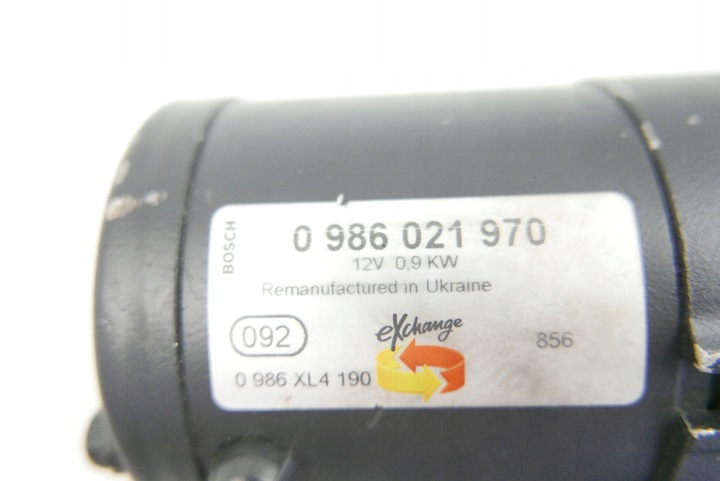 BOSCH
0 986 021 970
12V 0,9 KW
Remanufactured in Ukraine
092
eXchange
856
0 986 XL4 190